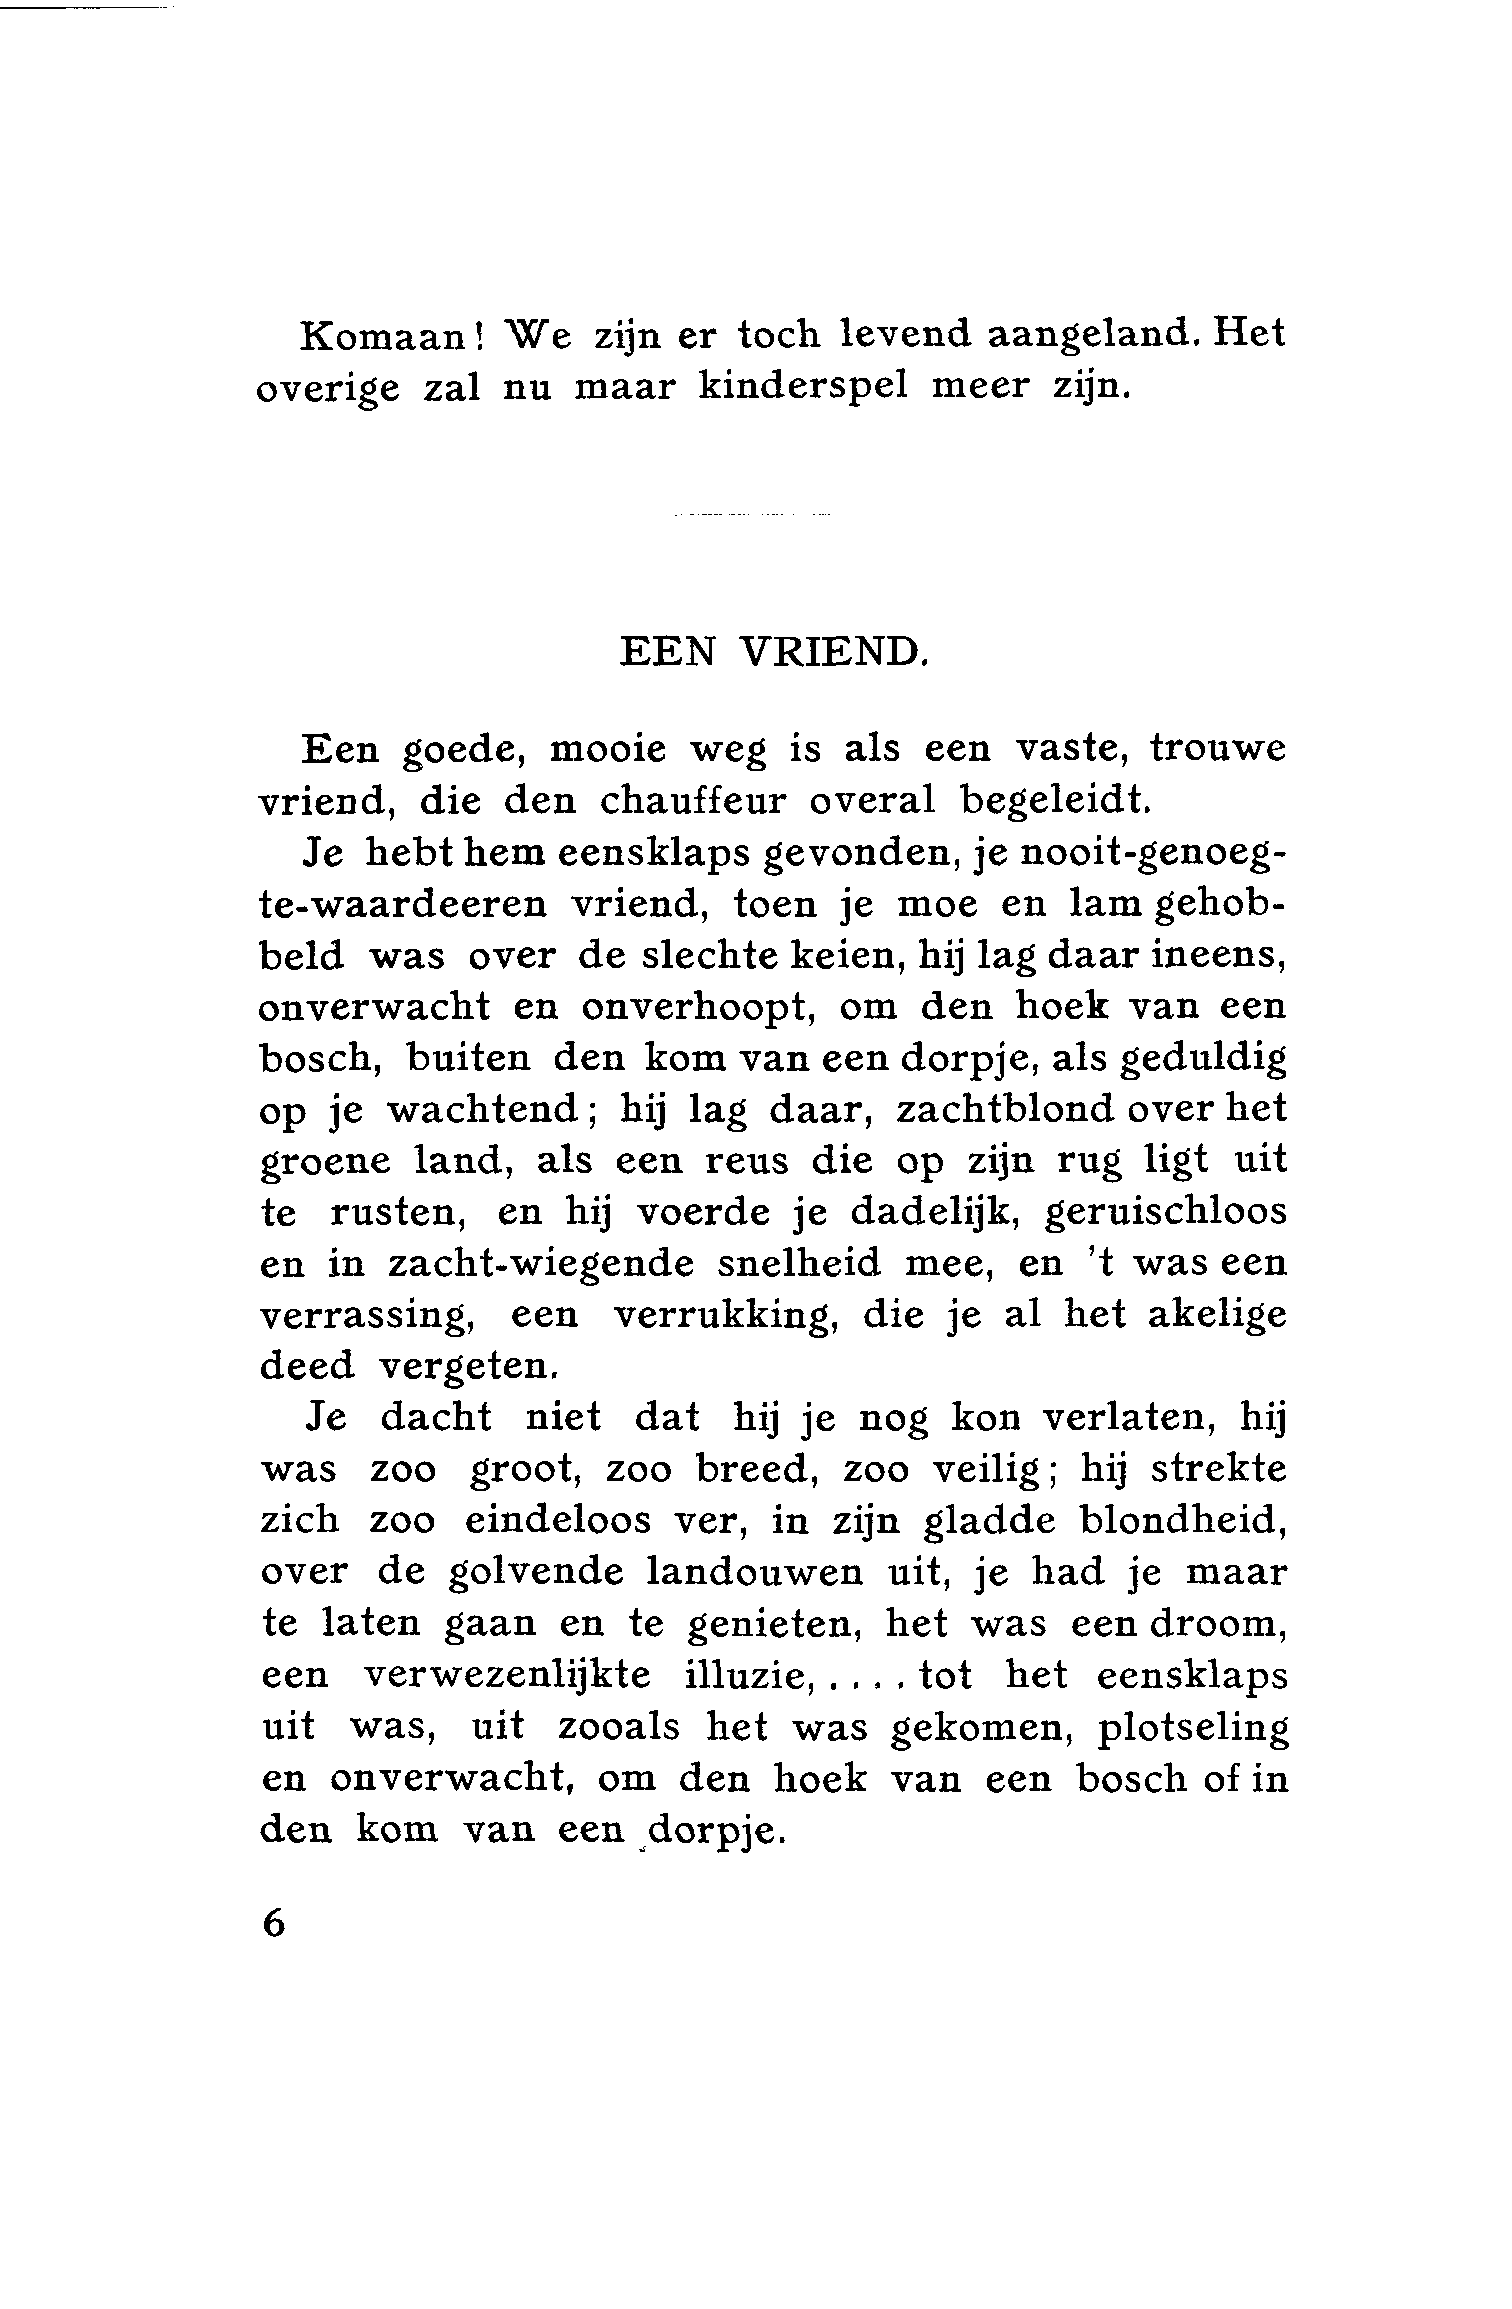 Komaan! We zijn er toch levend aangeland. Het
overige zal nu maar kinderspel meer zijn.
EEN VRIEND.
Een goede, mooie weg is als een vaste, trouwe
vriend, die den chauffeur overal begeleidt.
Je hebt hem eensklaps gevonden, je nooit-genoeg-
te-waardeeren vriend, toen je moe en lam gehob-
beld was over de slechte keien, hij lag daar ineens,
onverwacht en onverhoopt, om den hoek van een
bosch, buiten den kom van een dorpje, als geduldig
op je wachtend; hij lag daar, zachtblond over het
groene land, als een reus die op zijn rug ligt uit
te rusten, en hij voerde je dadelijk, geruischloos
en in zacht-wiegende snelheid mee, en 't was een
verrassing, een verrukking, die je al het akelige
deed vergeten.
Je dacht niet dat hij je nog kon verlaten, hij
was zoo groot, zoo breed, zoo veilig; hij strekte
zich zoo eindeloos ver, in zijn gladde blondheid,
over de golvende landouwen uit, je had je maar
te laten gaan en te genieten, het was een droom,
een verwezenlijkte illuzie, .... tot het eensklaps
uit was, uit zooals het was gekomen, plotseling
en onverwacht, om den hoek van een bosch of in
den kom van een dorpje.
6